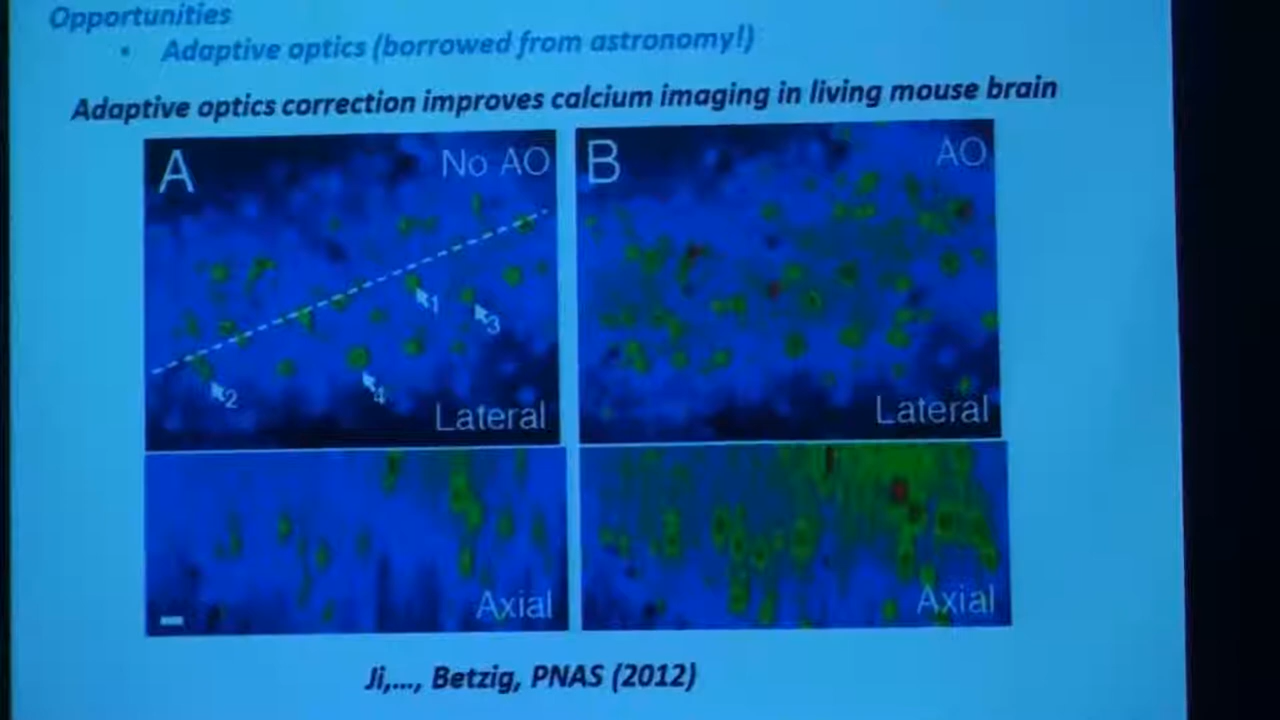 Opportunities
• Adaptive optics (borrowed from astronomy!)
Adaptive optics correction improves calcium imaging in living mouse brain
A No AO
B AO
1
3
2
4
Lateral
Lateral
Axial
Axial
Ji,..., Betzig, PNAS (2012)